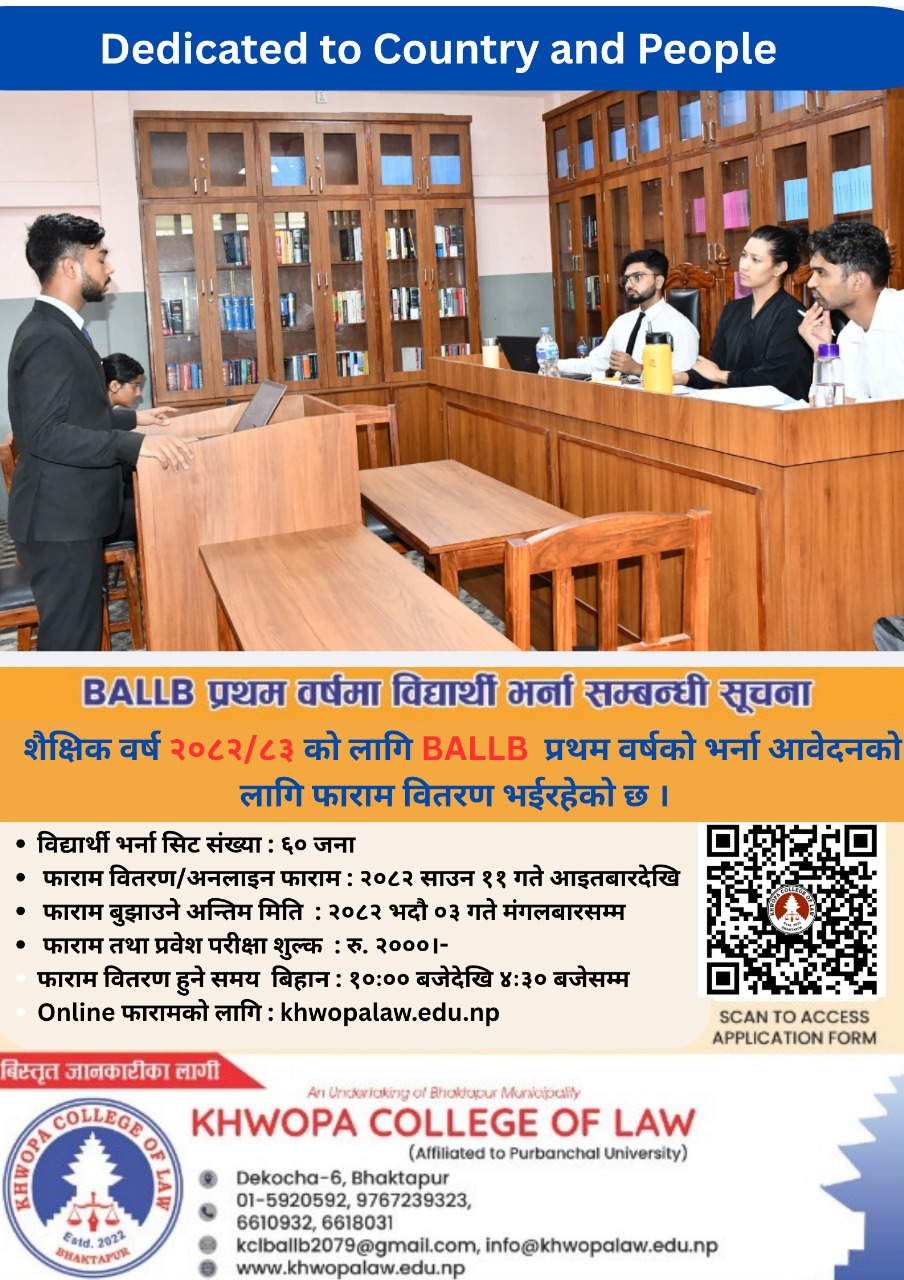 Dedicated to Country and People
BALLB प्रथम वर्षमा विद्यार्थी भर्ना सम्बन्धी सूचना
शैक्षिक वर्ष २०८२/८३ को लागि BALLB प्रथम वर्षको भर्ना आवेदनको
लागि फाराम वितरण भईरहेको छ ।
• विद्यार्थी भर्ना सिट संख्या : ६० जना
• फाराम वितरण/अनलाइन फाराम : २०८२ साउन ११ गते आइतबारदेखि
• फाराम बुझाउने अन्तिम मिति : २०८२ भदौ ०३ गते मंगलबारसम्म
• फाराम तथा प्रवेश परीक्षा शुल्क : रु. २०००।-
• फाराम वितरण हुने समय बिहान : १०:०० बजेदेखि ४:३० बजेसम्म
• Online फारामको लागि : khwopalaw.edu.np
SCAN TO ACCESS
APPLICATION FORM
बिस्तृत जानकारीका लागी
An Undertaking of Bhaktapur Municipality
KHWOPA COLLEGE OF LAW
(Affiliated to Purbanchal University)
Dekocha-6, Bhaktapur
01-5920592, 9767239323,
6610932, 6618031
kclballb2079@gmail.com, info@khwopalaw.edu.np
www.khwopalaw.edu.np
KHWOPA COLLEGE OF LAW
Estd. 2022
BHAKTAPUR